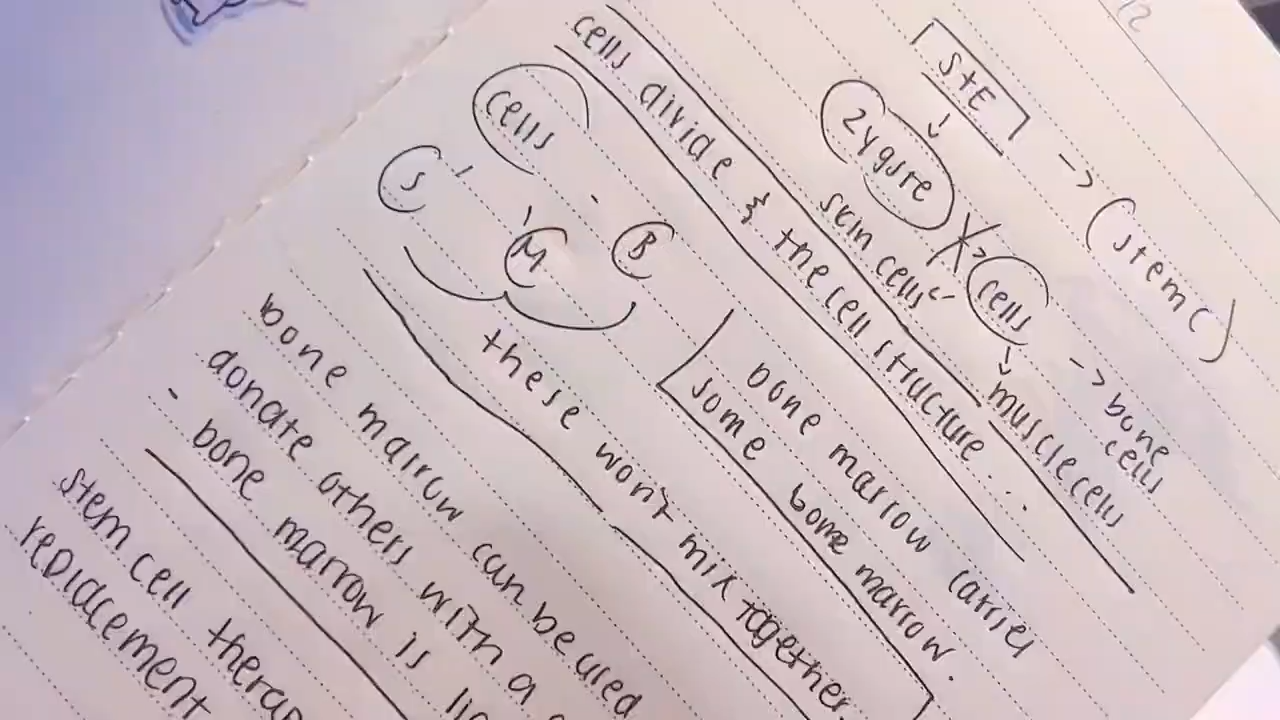 STE
-> (stem c)
zygote -> cells -> bone cells
skin cells
muscle cells
cells divide & the cell structure...
cells
S M B
bone marrow carries
some bone marrow.
these won't mix together.
bone marrow can be used
donate others with a
- bone marrow is
stem cell
replacement